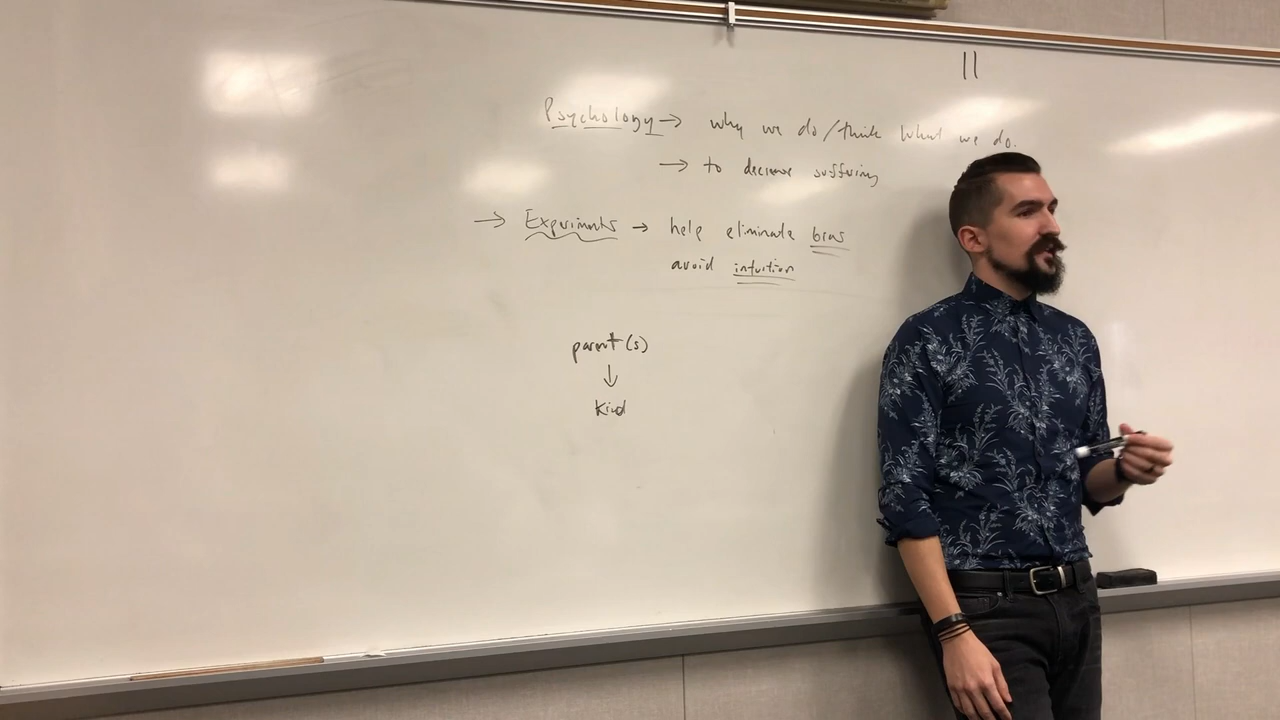 11
Psychology → why we do/think what we do.
→ to decrease suffering
→ Experiments → help eliminate bias
avoid intuition
parent(s)
↓